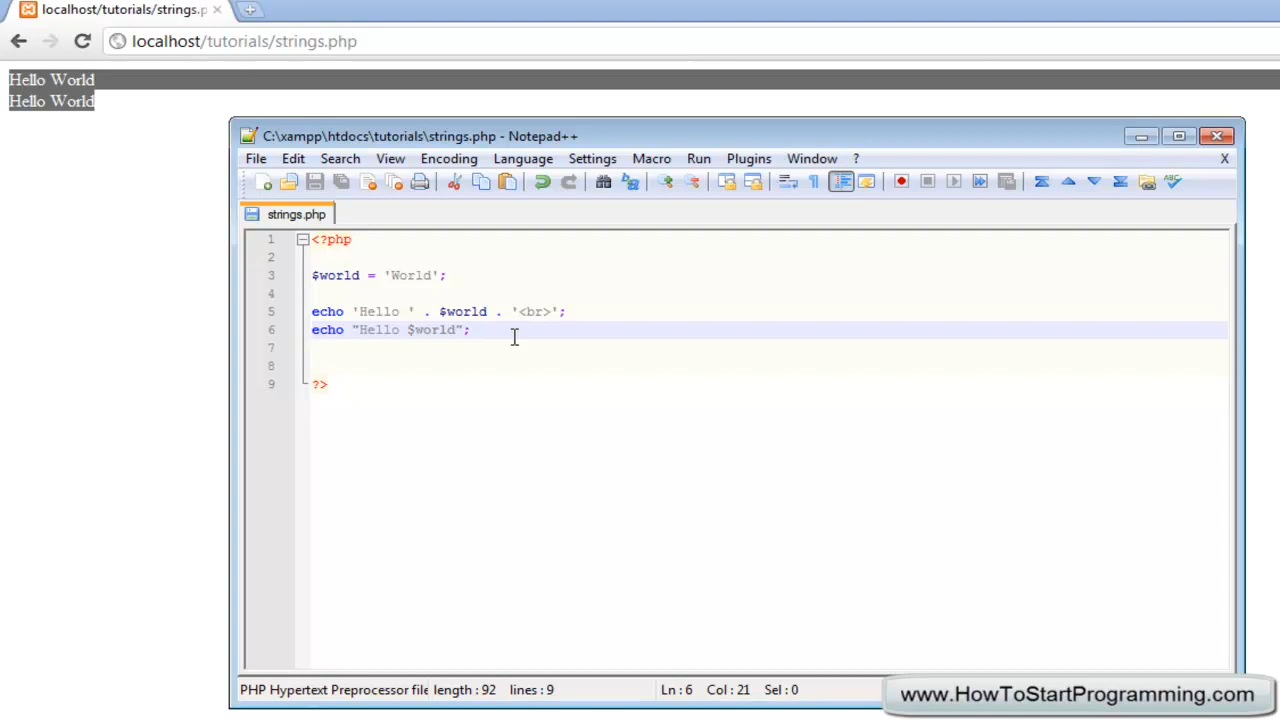 localhost/tutorials/strings.p
localhost/tutorials/strings.php
Hello World
Hello World
C:\xampp\htdocs\tutorials\strings.php - Notepad++
File Edit Search View Encoding Language Settings Macro Run Plugins Window ? X
strings.php
1 <?php
2
3 $world = 'World';
4
5 echo 'Hello ' . $world . '<br>';
6 echo "Hello $world";
7
8
9 ?>
PHP Hypertext Preprocessor file length : 92 lines : 9 Ln : 6 Col : 21 Sel : 0
www.HowToStartProgramming.com